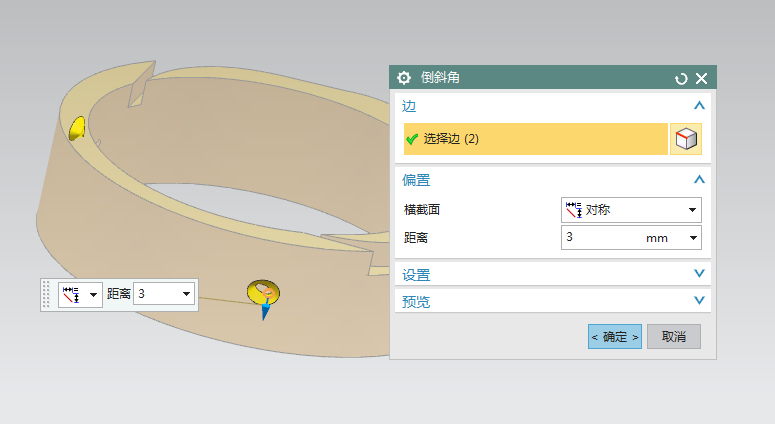 倒斜角
边
选择边 (2)
偏置
横截面
对称
距离
3 mm
距离 3
设置
预览
< 确定 >
取消